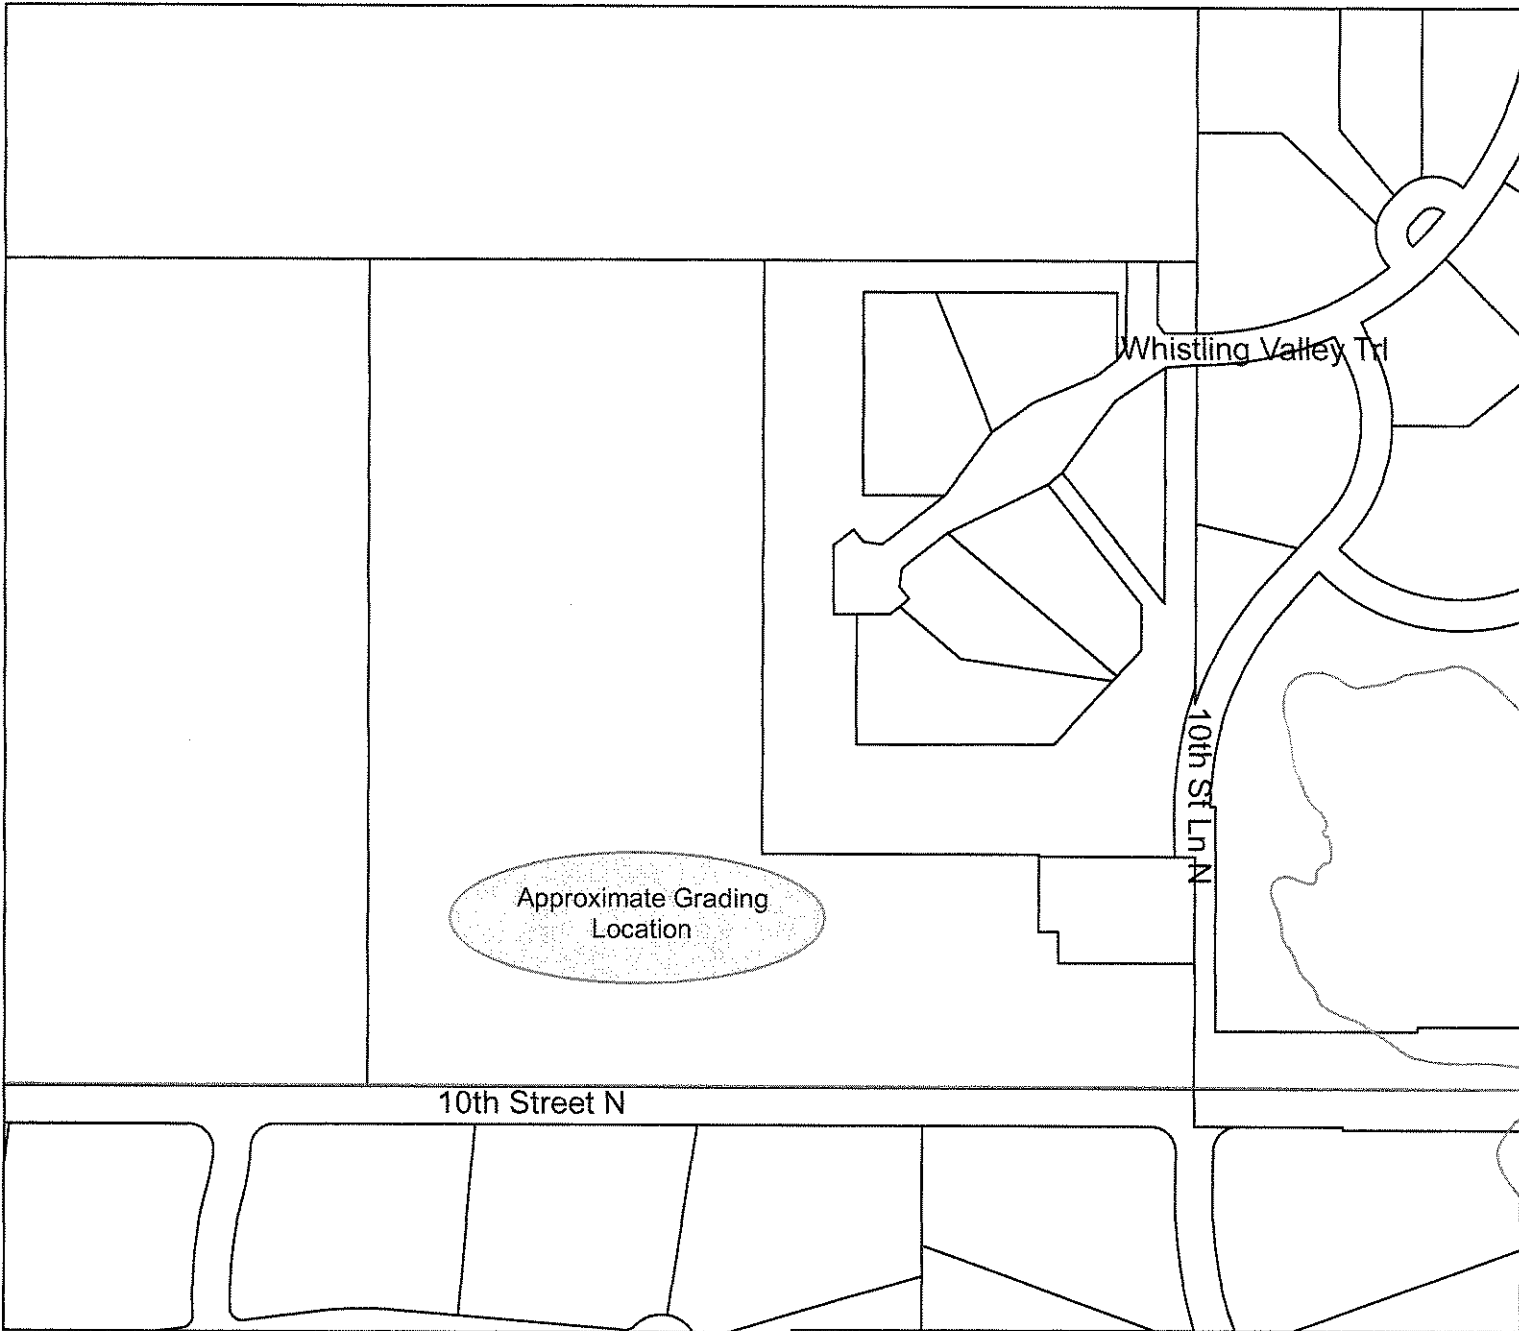 Whistling Valley Trl
10th St Ln N
Approximate Grading
Location
10th Street N